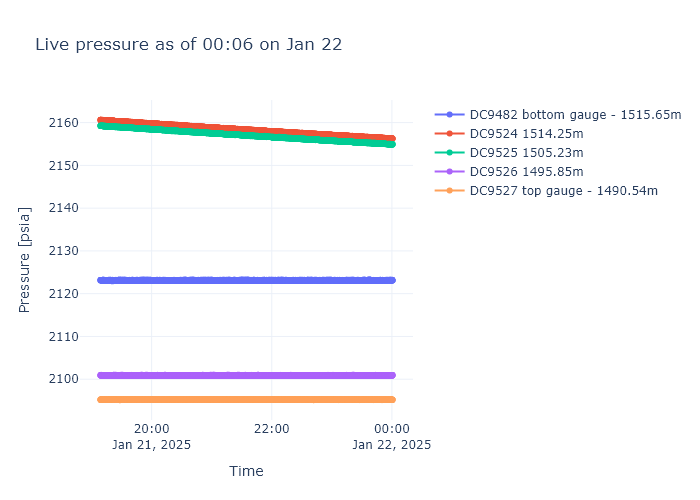 Live pressure as of 00:06 on Jan 22
DC9482 bottom gauge - 1515.65m
DC9524 1514.25m
DC9525 1505.23m
DC9526 1495.85m
DC9527 top gauge - 1490.54m
Pressure [psia]
2160
2150
2140
2130
2120
2110
2100
20:00
Jan 21, 2025
22:00
00:00
Jan 22, 2025
Time